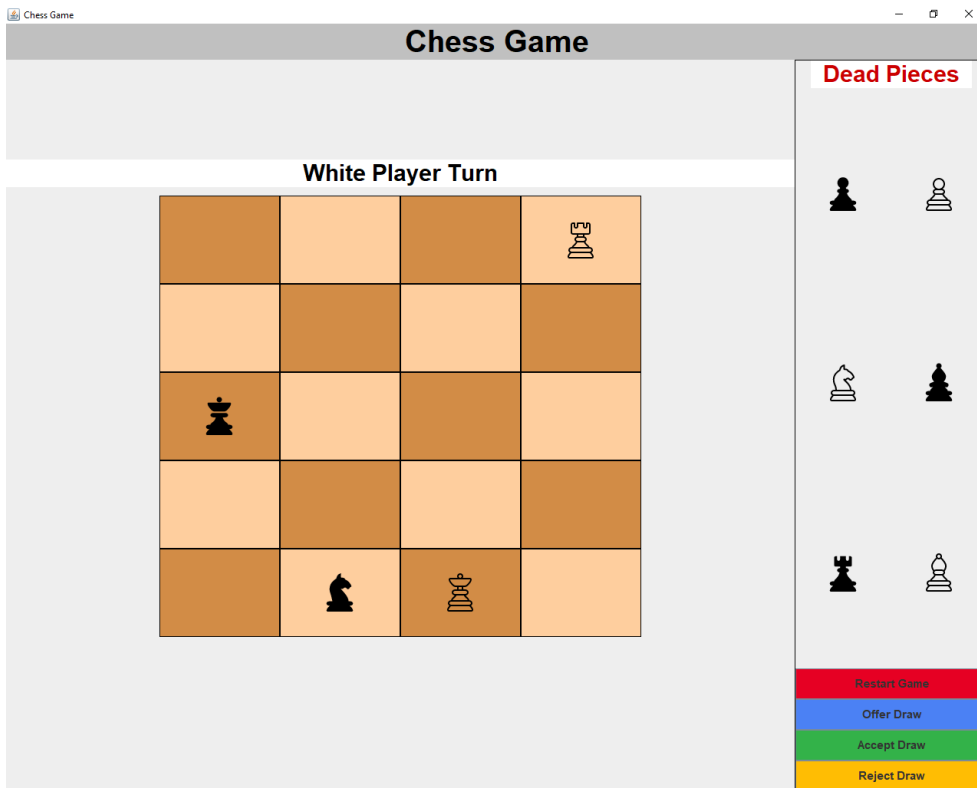 Chess Game
Chess Game
Dead Pieces
White Player Turn
Restart Game
Offer Draw
Accept Draw
Reject Draw